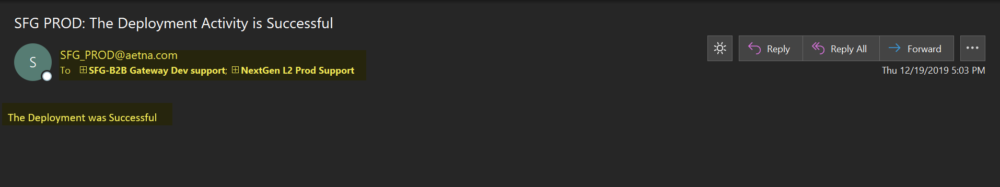 SFG PROD: The Deployment Activity is Successful
S
SFG_PROD@aetna.com
To SFG-B2B Gateway Dev support; NextGen L2 Prod Support
Reply
Reply All
Forward
Thu 12/19/2019 5:03 PM
The Deployment was Successful